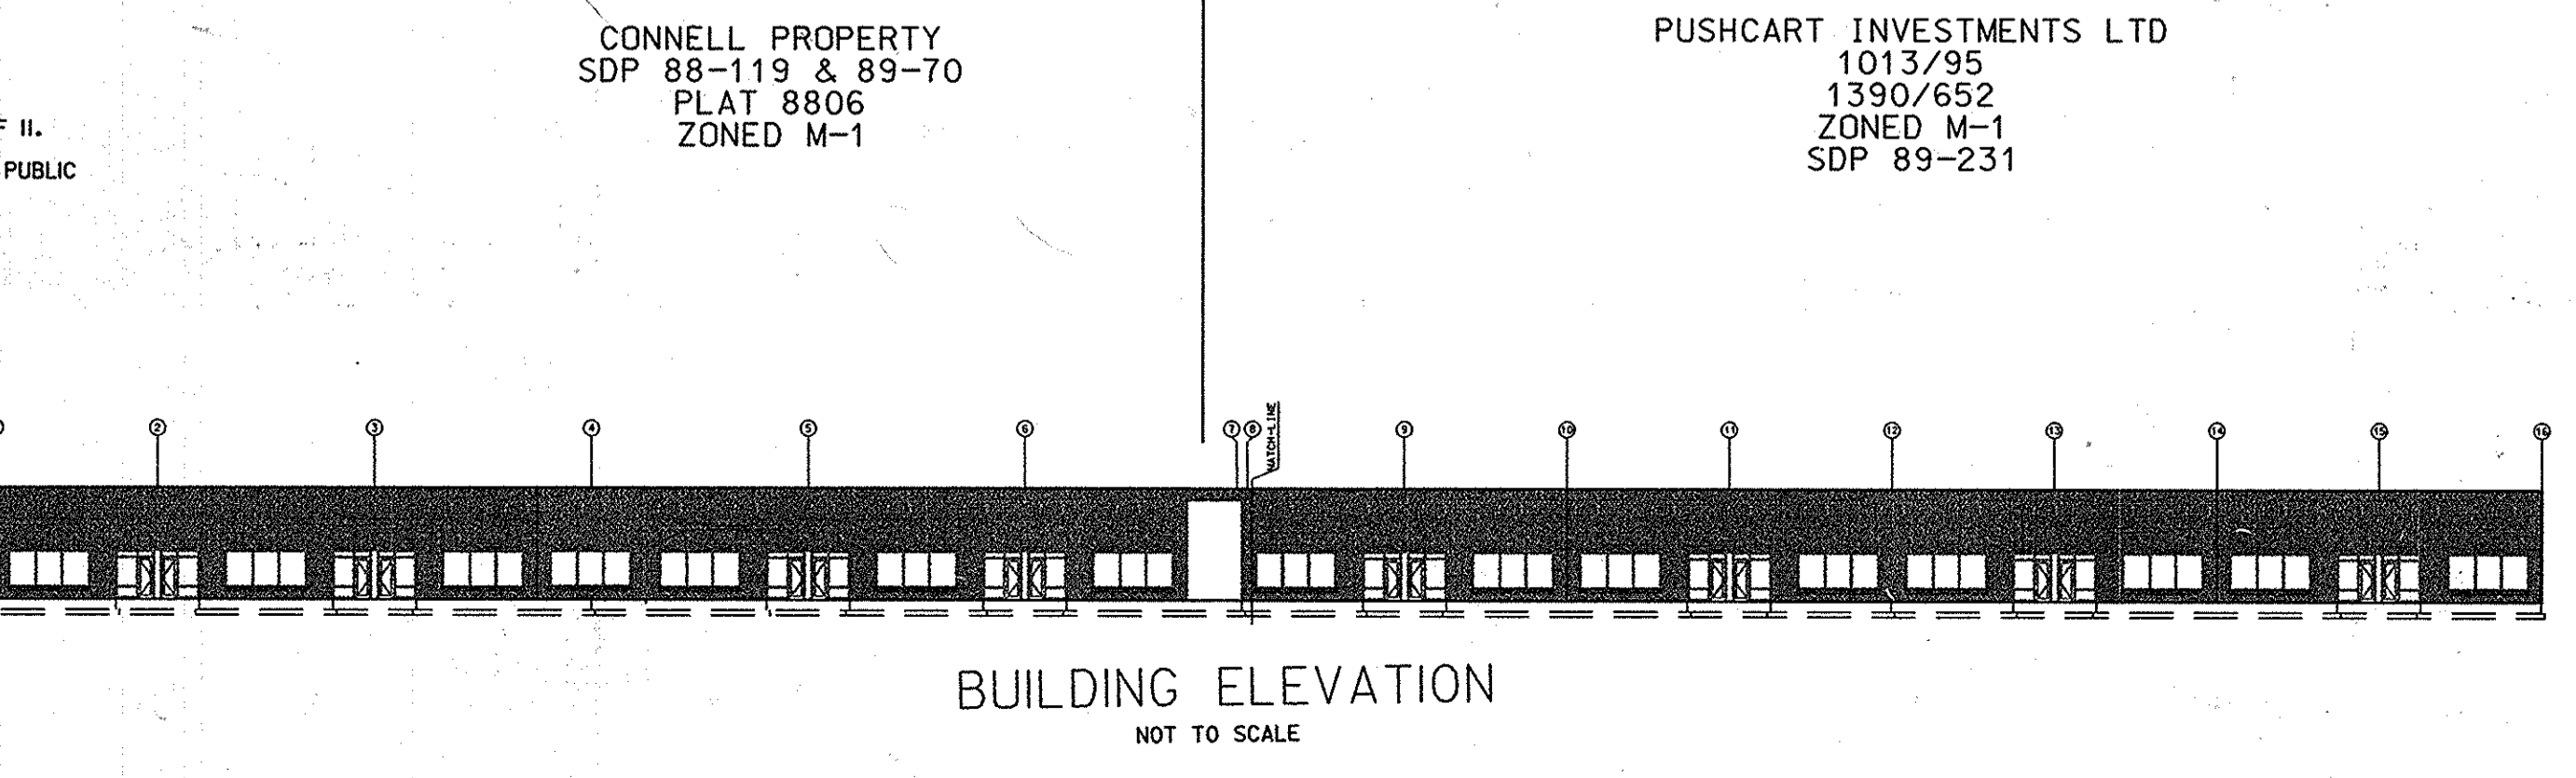 CONNELL PROPERTY
SDP 88-119 & 89-70
PLAT 8806
ZONED M-1
PUSHCART INVESTMENTS LTD
1013/95
1390/652
ZONED M-1
SDP 89-231
II.
PUBLIC
2 3 4 5 6 7 8 9 10 11 12 13 14 15 16
MATCH-LINE
BUILDING ELEVATION
NOT TO SCALE